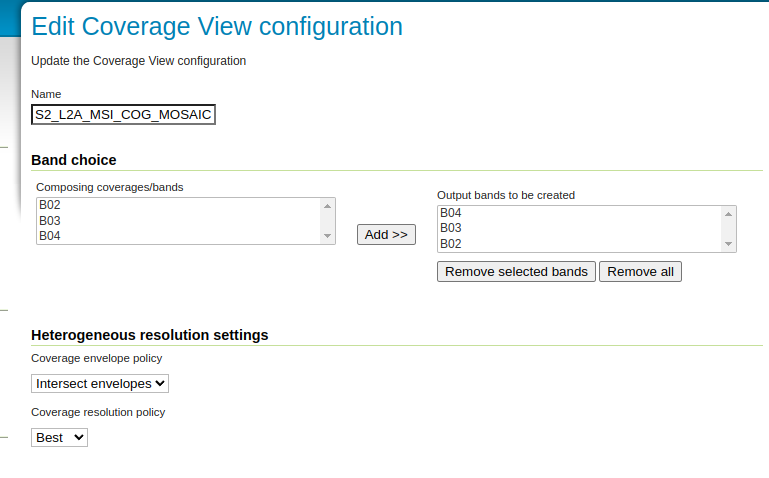 Edit Coverage View configuration
Update the Coverage View configuration
Name
S2_L2A_MSI_COG_MOSAIC
Band choice
Composing coverages/bands
B02
B03
B04
Add >>
Output bands to be created
B04
B03
B02
Remove selected bands
Remove all
Heterogeneous resolution settings
Coverage envelope policy
Intersect envelopes
Coverage resolution policy
Best